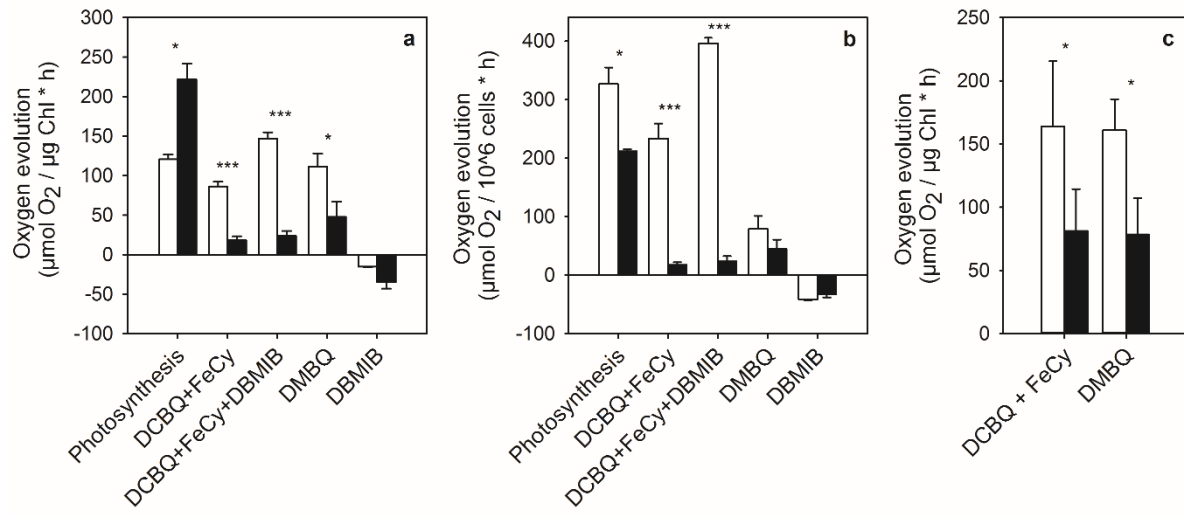 a
Oxygen evolution
(µmol O2 / µg Chl * h)
300
250
200
150
100
50
0
-50
-100
*
***
***
*
Photosynthesis
DCBQ+FeCy
DCBQ+FeCy+DBMIB
DMBQ
DBMIB
b
Oxygen evolution
(µmol O2 / 10^6 cells * h)
400
300
200
100
0
-100
*
***
***
Photosynthesis
DCBQ+FeCy
DCBQ+FeCy+DBMIB
DMBQ
DBMIB
c
Oxygen evolution
(µmol O2 / µg Chl * h)
250
200
150
100
50
0
*
*
DCBQ + FeCy
DMBQ